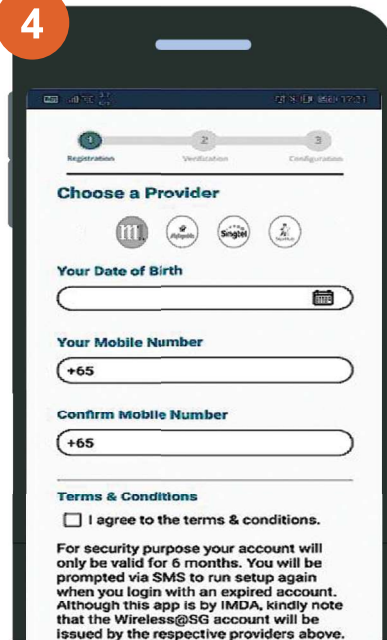 4
1 2 3
Registration Verification Configuration
Choose a Provider
m1 Singtel
Your Date of Birth
Your Mobile Number
+65
Confirm Mobile Number
+65
Terms & Conditions
I agree to the terms & conditions.
For security purpose your account will
only be valid for 6 months. You will be
prompted via SMS to run setup again
when you login with an expired account.
Although this app is by IMDA, kindly note
that the Wireless@SG account will be
issued by the respective providers above.